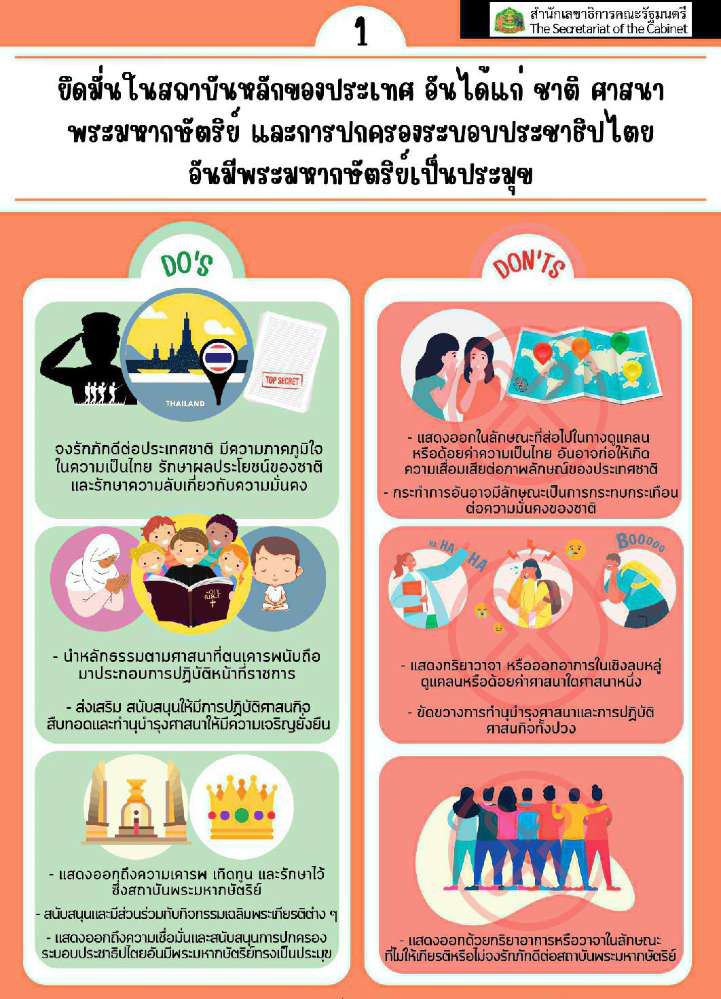 สำนักเลขาธิการคณะรัฐมนตรี
The Secretariat of the Cabinet
1
ยึดมั่นในสถาบันหลักของประเทศ อันได้แก่ ชาติ ศาสนา
พระมหากษัตริย์ และการปกครองระบอบประชาธิปไตย
อันมีพระมหากษัตริย์เป็นประมุข
DO'S
THAILAND
TOP SECRET
จงรักภักดีต่อประเทศชาติ มีความภาคภูมิใจ
ในความเป็นไทย รักษาผลประโยชน์ของชาติ
และรักษาความลับเกี่ยวกับความมั่นคง
HOLY
BIBLE
- นำหลักธรรมตามศาสนาที่ตนเคารพนับถือ
มาประกอบการปฏิบัติหน้าที่ราชการ
- ส่งเสริม สนับสนุนให้มีการปฏิบัติศาสนกิจ
สืบทอดและทำนุบำรุงศาสนาให้มีความเจริญยั่งยืน
- แสดงออกถึงความเคารพ เทิดทูน และรักษาไว้
ซึ่งสถาบันพระมหากษัตริย์
- สนับสนุนและมีส่วนร่วมกับกิจกรรมเฉลิมพระเกียรติต่าง ๆ
- แสดงออกถึงความเชื่อมั่นและสนับสนุนการปกครอง
ระบอบประชาธิปไตยอันมีพระมหากษัตริย์ทรงเป็นประมุข
DON'TS
- แสดงออกในลักษณะที่ส่อไปในทางดูแคลน
หรือด้อยค่าความเป็นไทย อันอาจก่อให้เกิด
ความเสื่อมเสียต่อภาพลักษณ์ของประเทศชาติ
- กระทำการอันอาจมีลักษณะเป็นการกระทบกระเทือน
ต่อความมั่นคงของชาติ
HA HA HA
BOOOOO
- แสดงกริยาวาจา หรือออกอาการในเชิงลบหลู่
ดูแคลนหรือด้อยค่าศาสนาใดศาสนาหนึ่ง
- ขัดขวางการทำนุบำรุงศาสนาและการปฏิบัติ
ศาสนกิจทั้งปวง
- แสดงออกด้วยกริยาอาการหรือวาจาในลักษณะ
ที่ไม่ให้เกียรติหรือไม่จงรักภักดีต่อสถาบันพระมหากษัตริย์